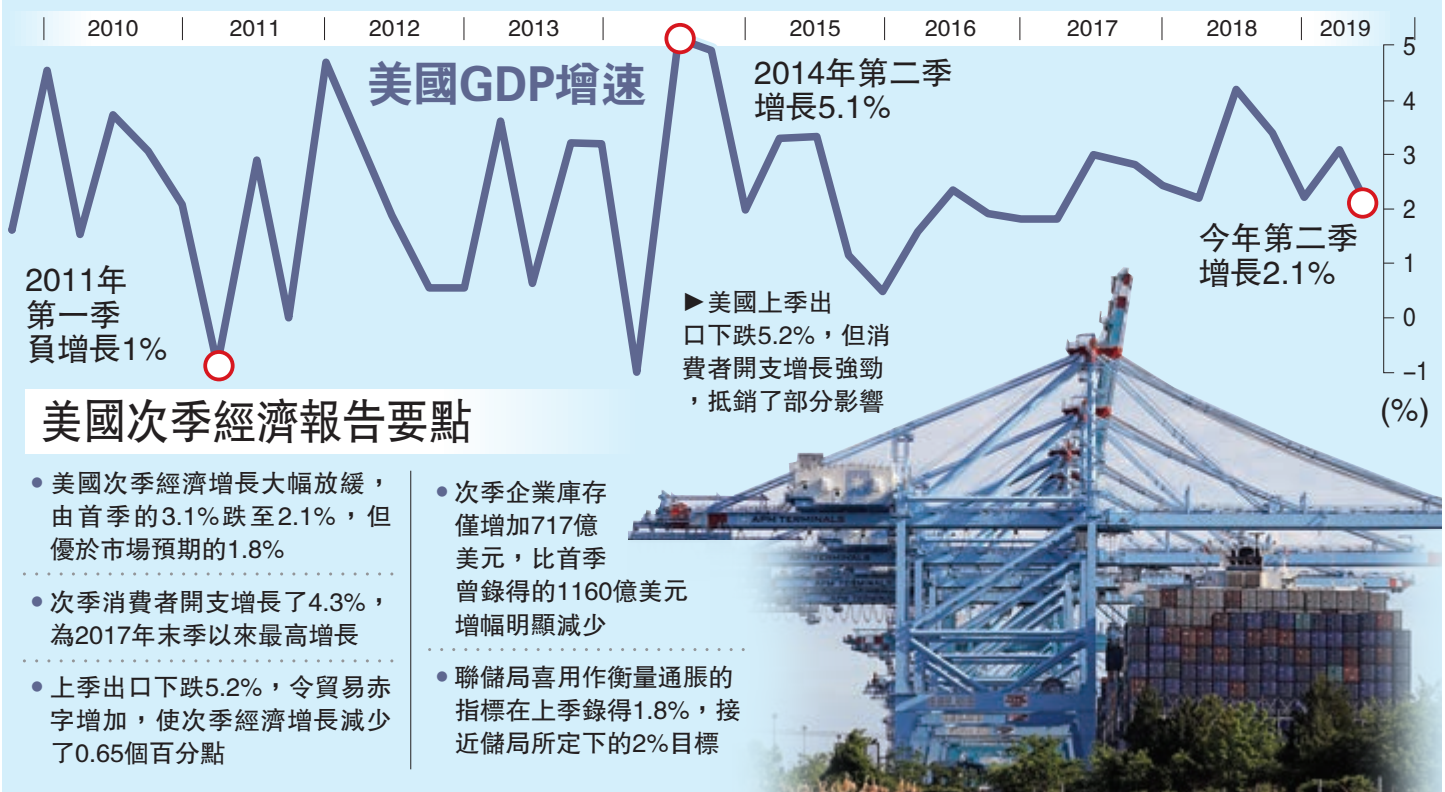 2010
2011
2012
2013
2015
2016
2017
2018
2019
美國GDP增速
2014年第二季
增長5.1%
5
4
3
2
1
0
−1
(%)
今年第二季
增長2.1%
2011年
第一季
負增長1%
▶美國上季出
口下跌5.2%，但消
費者開支增長強勁
，抵銷了部分影響
美國次季經濟報告要點
• 美國次季經濟增長大幅放緩，
由首季的3.1%跌至2.1%，但
優於市場預期的1.8%
• 次季消費者開支增長了4.3%，
為2017年末季以來最高增長
• 上季出口下跌5.2%，令貿易赤
字增加，使次季經濟增長減少
了0.65個百分點
• 次季企業庫存
僅增加717億
美元，比首季
曾錄得的1160億美元
增幅明顯減少
• 聯儲局喜用作衡量通脹的
指標在上季錄得1.8%，接
近儲局所定下的2%目標
APM TERMINALS